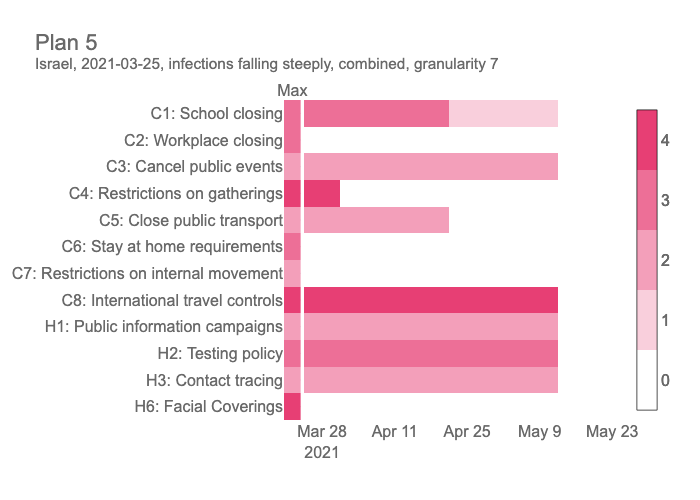 Plan 5
Israel, 2021-03-25, infections falling steeply, combined, granularity 7
Max
C1: School closing
C2: Workplace closing
C3: Cancel public events
C4: Restrictions on gatherings
C5: Close public transport
C6: Stay at home requirements
C7: Restrictions on internal movement
C8: International travel controls
H1: Public information campaigns
H2: Testing policy
H3: Contact tracing
H6: Facial Coverings
Mar 28 Apr 11 Apr 25 May 9 May 23
2021
4
3
2
1
0